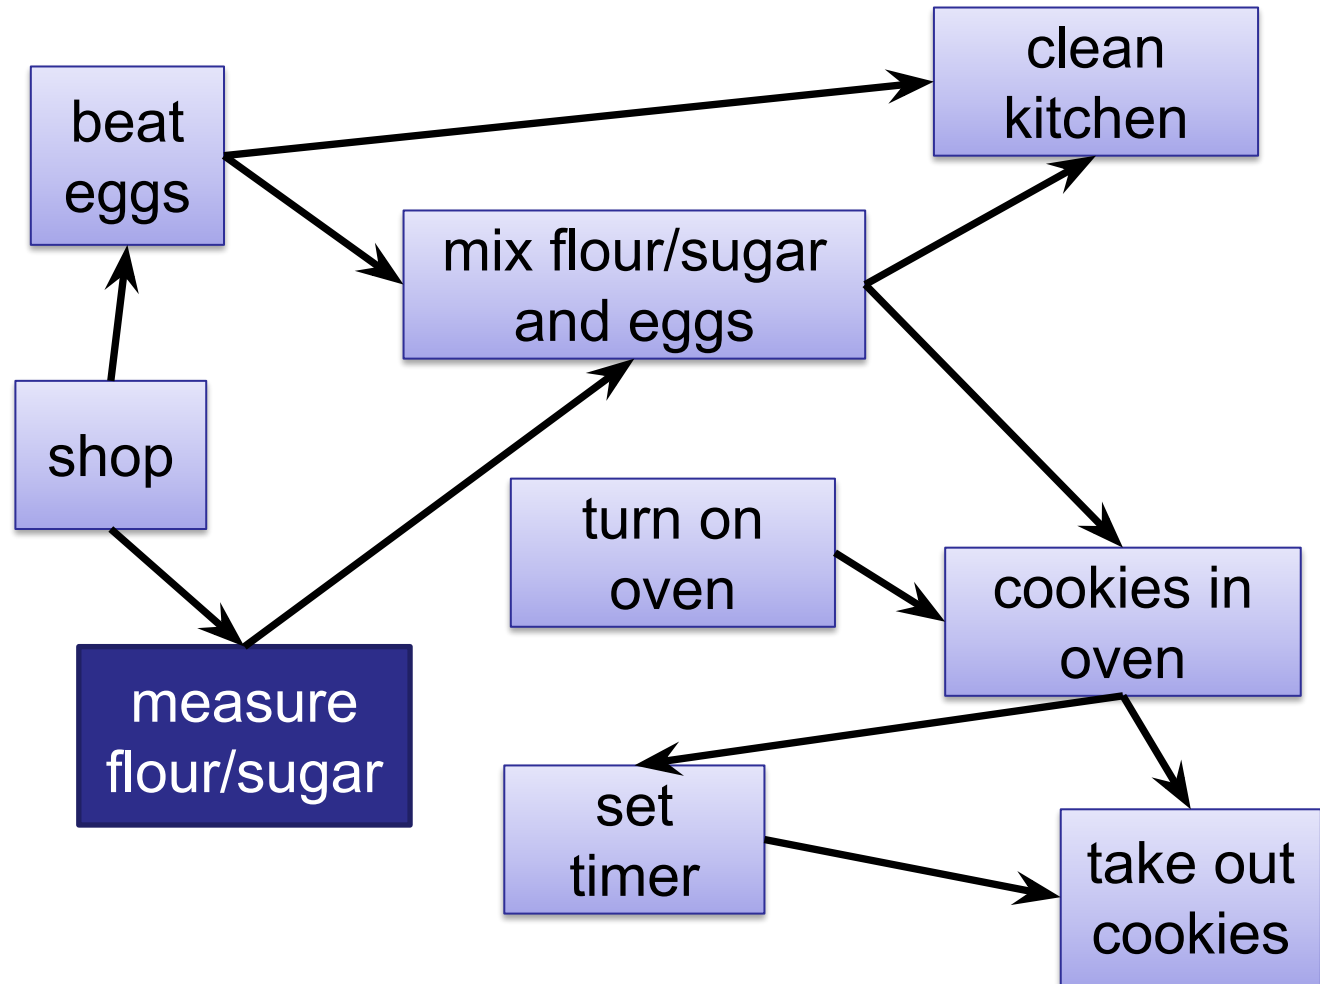 clean
kitchen
beat
eggs
mix flour/sugar
and eggs
shop
turn on
oven
cookies in
oven
measure
flour/sugar
set
timer
take out
cookies